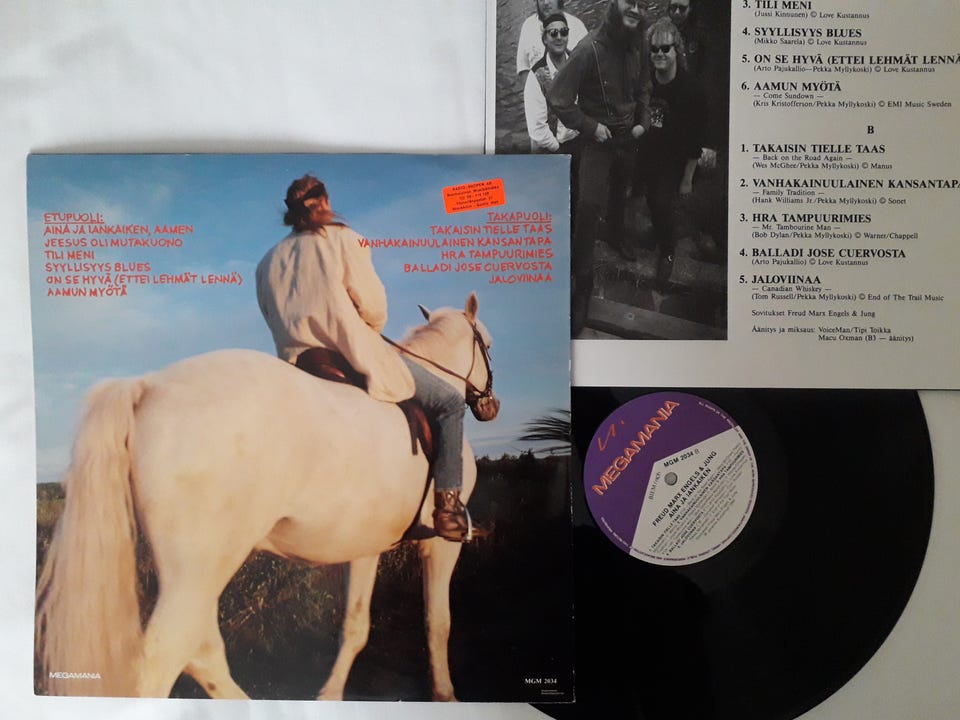 3. TILI MENI
(Jussi Kinnunen) © Love Kustannus
4. SYYLLISYYS BLUES
(Mikko Saarela) © Love Kustannus
5. ON SE HYVÄ (ETTEI LEHMÄT LENNÄ
(Arto Pajukallio—Pekka Myllykoski) © Love Kustannus
6. AAMUN MYÖTÄ
— Come Sundown —
(Kris Kristofferson/Pekka Myllykoski) © EMI Music Sweden
B
1. TAKAISIN TIELLE TAAS
— Back on the Road Again —
(Wes McGhee/Pekka Myllykoski) © Manus
2. VANHAKAINUULAINEN KANSANTAPA
— Family Tradition —
(Hank Williams Jr./Pekka Myllykoski) © Sonet
3. HRA TAMPUURIMIES
— Mr. Tambourine Man —
(Bob Dylan/Pekka Myllykoski) © Warner/Chappell
4. BALLADI JOSE CUERVOSTA
(Arto Pajukallio) © Love Kustannus
5. JALOVIINAA
— Canadian Whiskey —
(Tom Russell/Pekka Myllykoski) © End of The Trail Music
Sovitukset Freud Marx Engels & Jung
Äänitys ja miksaus: VoiceMan/Tipi Toikka
Macu Oxman (B3 — äänitys)
ETUPUOLI:
AINA JA IANKAIKEN, AAMEN
JEESUS OLI MUTAKUONO
TILI MENI
SYYLLISYYS BLUES
ON SE HYVÄ (ETTEI LEHMÄT LENNÄ)
AAMUN MYÖTÄ
TAKAPUOLI:
TAKAISIN TIELLE TAAS
VANHAKAINUULAINEN KANSANTAPA
HRA TAMPUURIMIES
BALLADI JOSE CUERVOSTA
JALOVIINAA
MEGAMANIA
MGM 2034
MEGAMANIA
MGM 2034 B
FREUD MARX ENGELS & JUNG
AINA JA IANKAIKEN